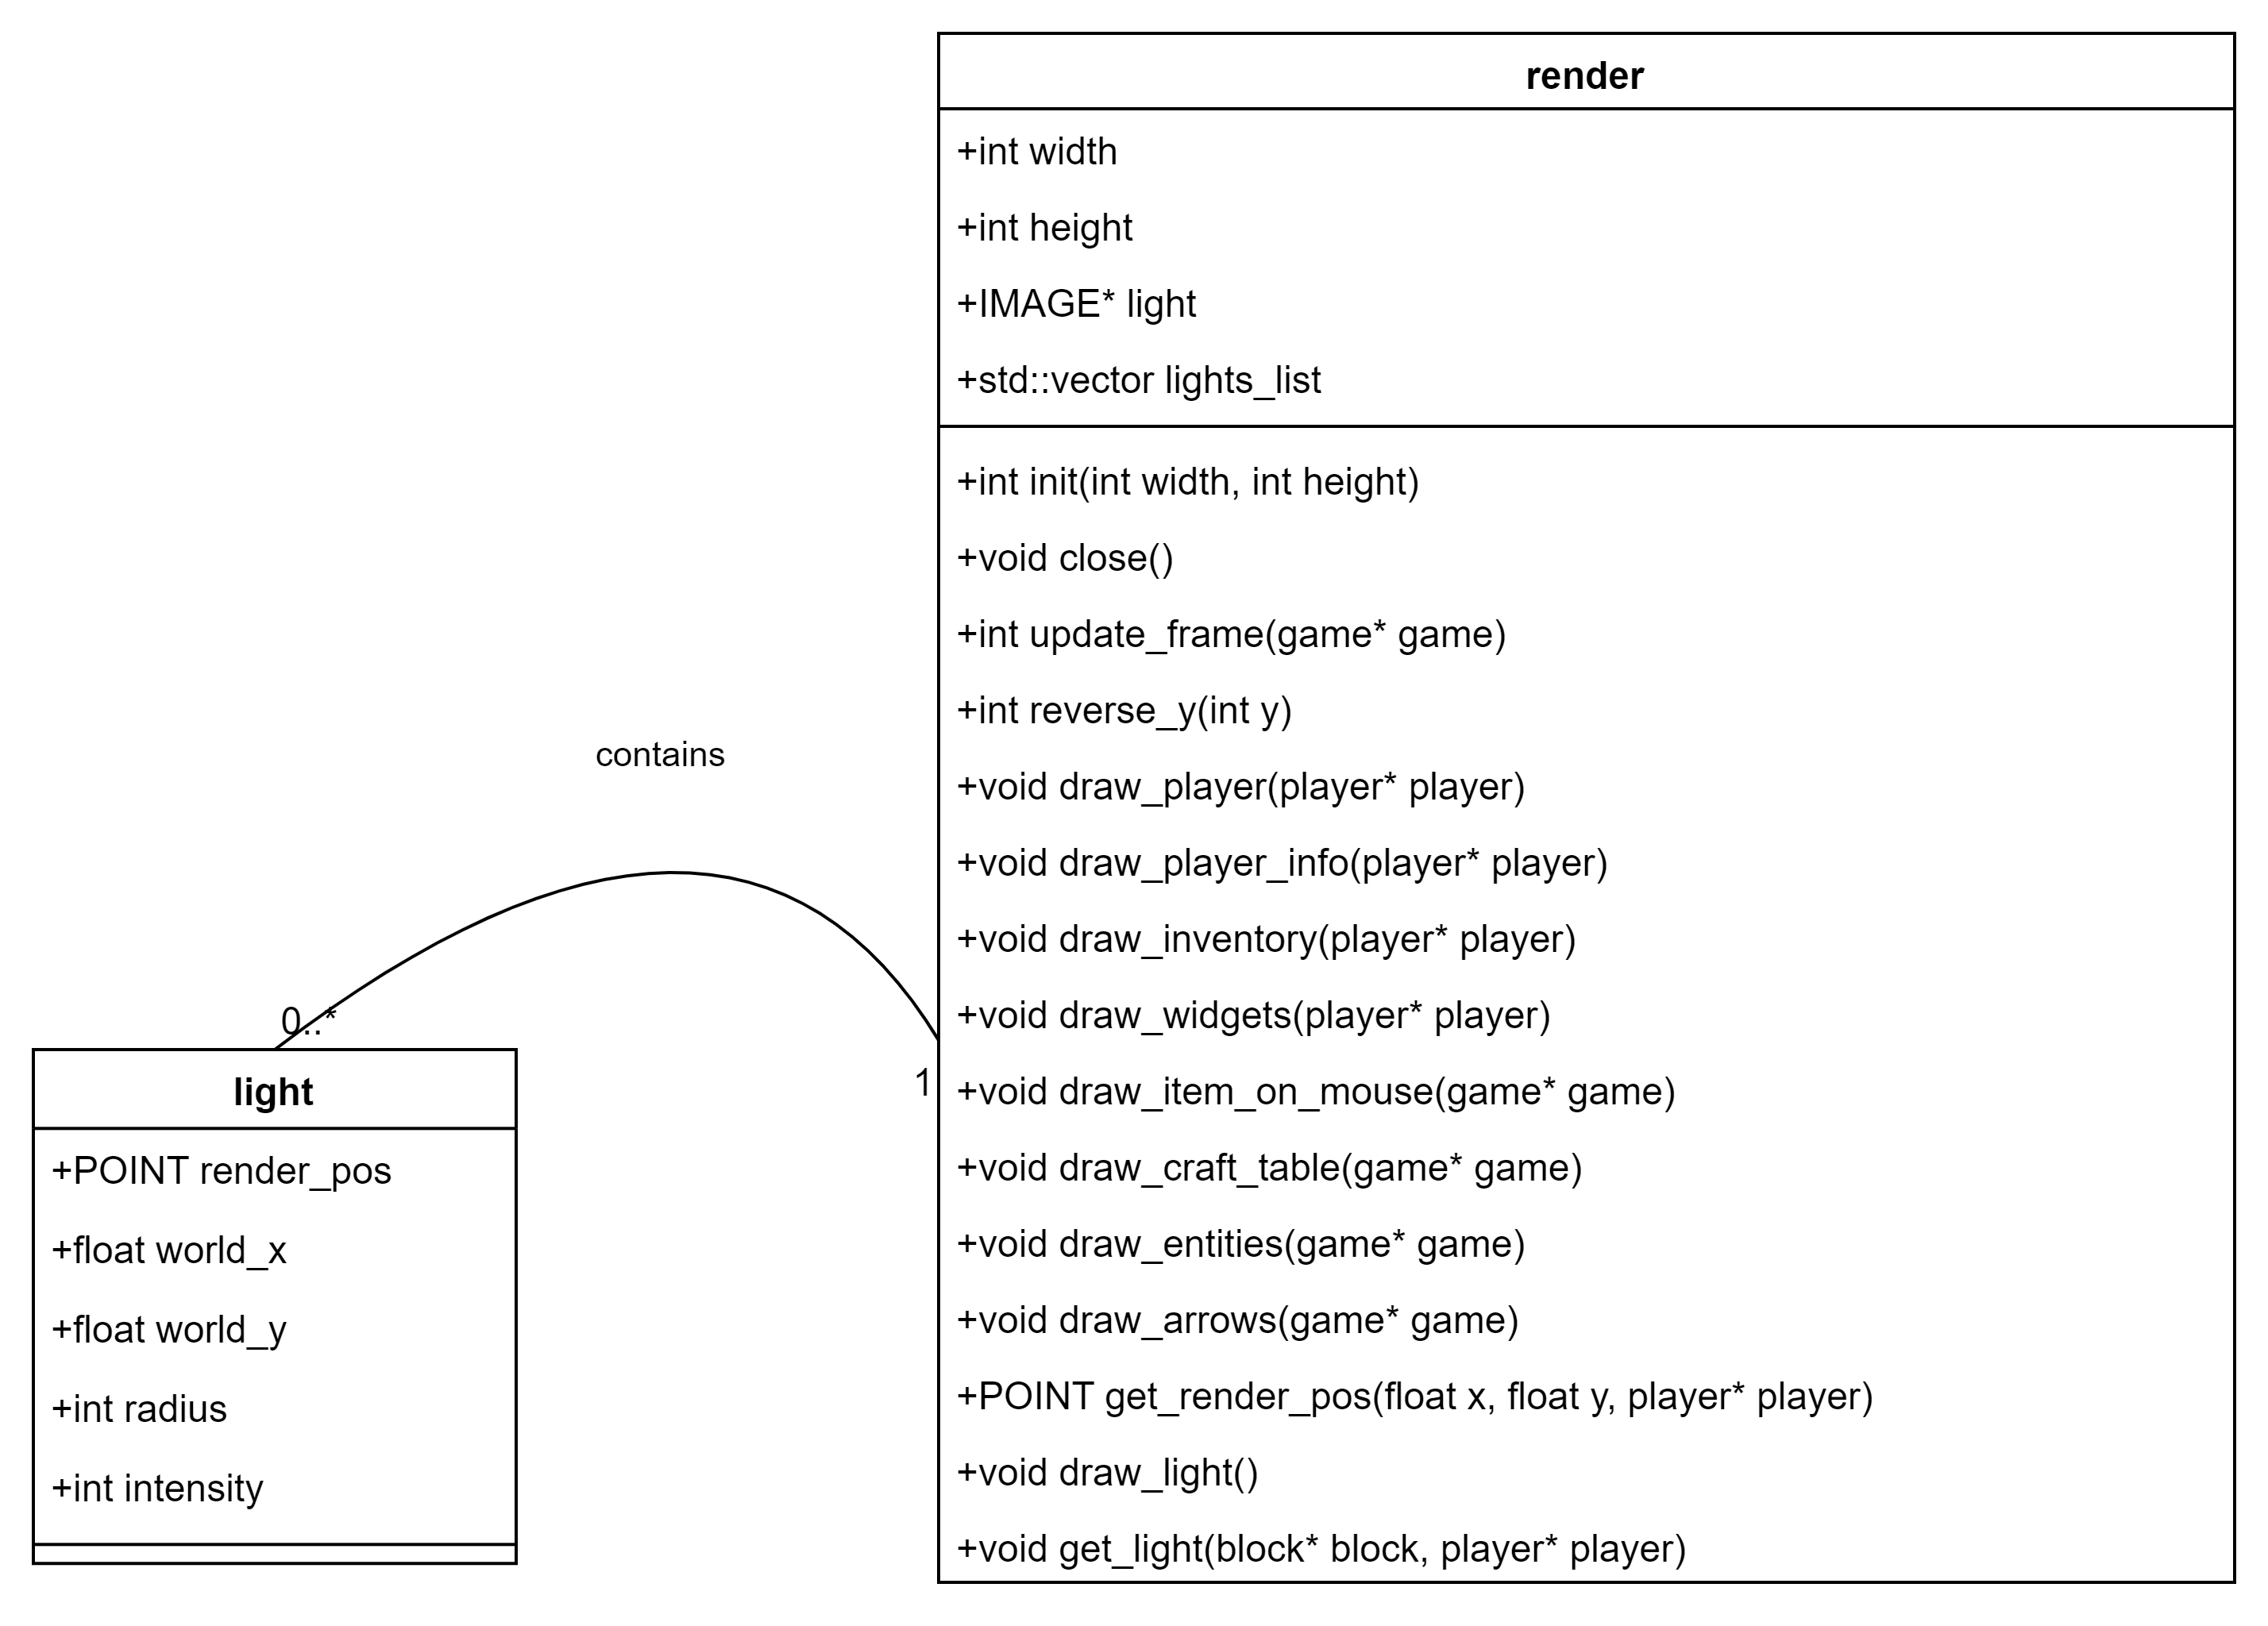 render
+int width
+int height
+IMAGE* light
+std::vector lights_list
+int init(int width, int height)
+void close()
+int update_frame(game* game)
+int reverse_y(int y)
+void draw_player(player* player)
+void draw_player_info(player* player)
+void draw_inventory(player* player)
+void draw_widgets(player* player)
+void draw_item_on_mouse(game* game)
+void draw_craft_table(game* game)
+void draw_entities(game* game)
+void draw_arrows(game* game)
+POINT get_render_pos(float x, float y, player* player)
+void draw_light()
+void get_light(block* block, player* player)
contains
0..*
1
light
+POINT render_pos
+float world_x
+float world_y
+int radius
+int intensity